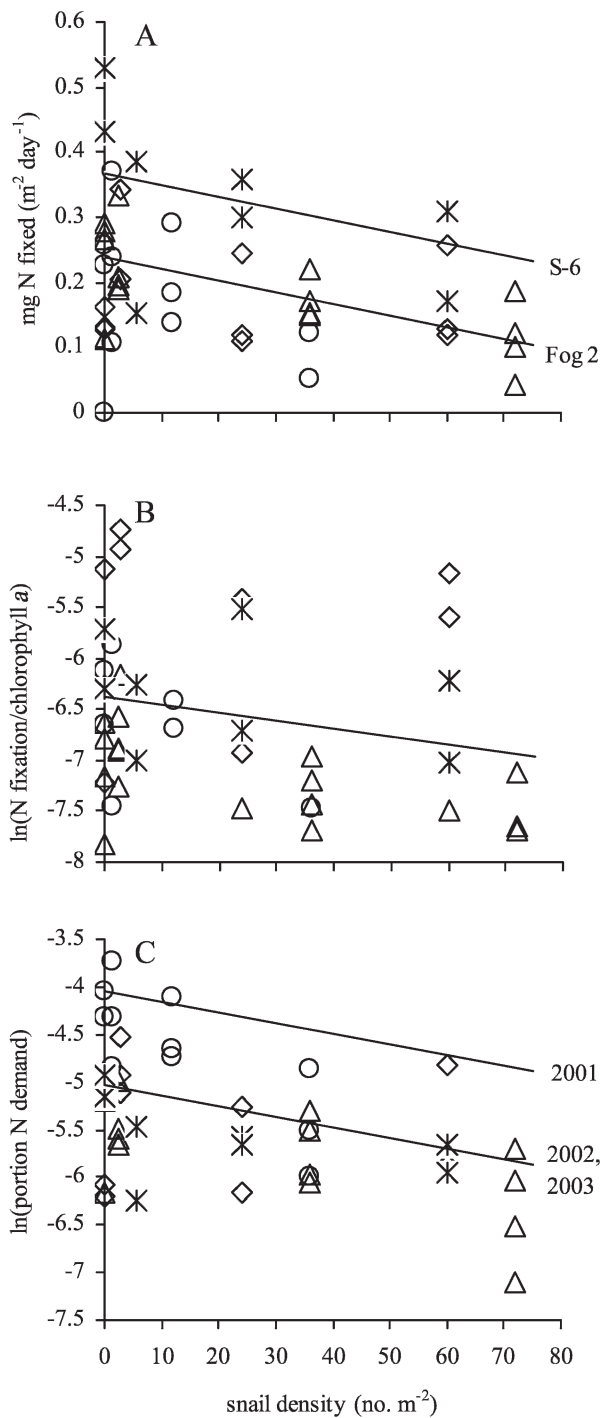 A
0.6
0.5
0.4
0.3
0.2
0.1
0
mg N fixed (m-2 day-1)
S-6
Fog 2
B
-4.5
-5
-5.5
-6
-6.5
-7
-7.5
-8
ln(N fixation/chlorophyll a)
C
-3.5
-4
-4.5
-5
-5.5
-6
-6.5
-7
-7.5
ln(portion N demand)
2001
2002,
2003
0 10 20 30 40 50 60 70 80
snail density (no. m-2)